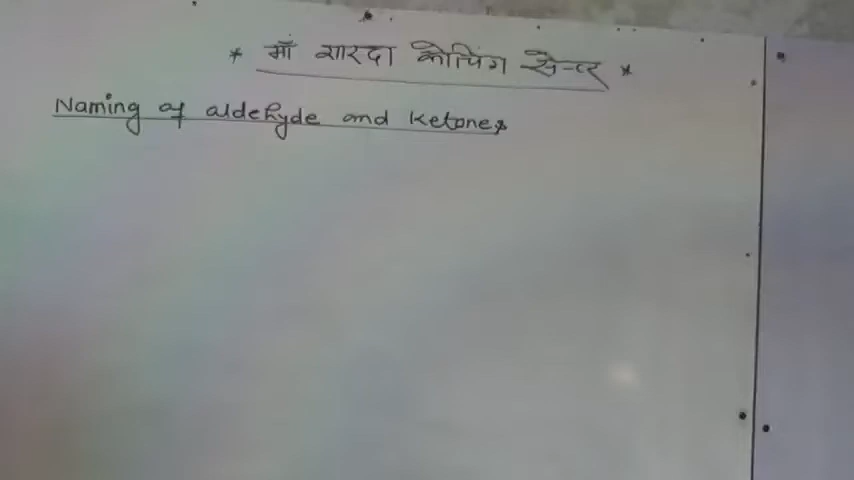 * माँ शारदा कोचिंग सेन्टर *
Naming of aldehyde and Ketones